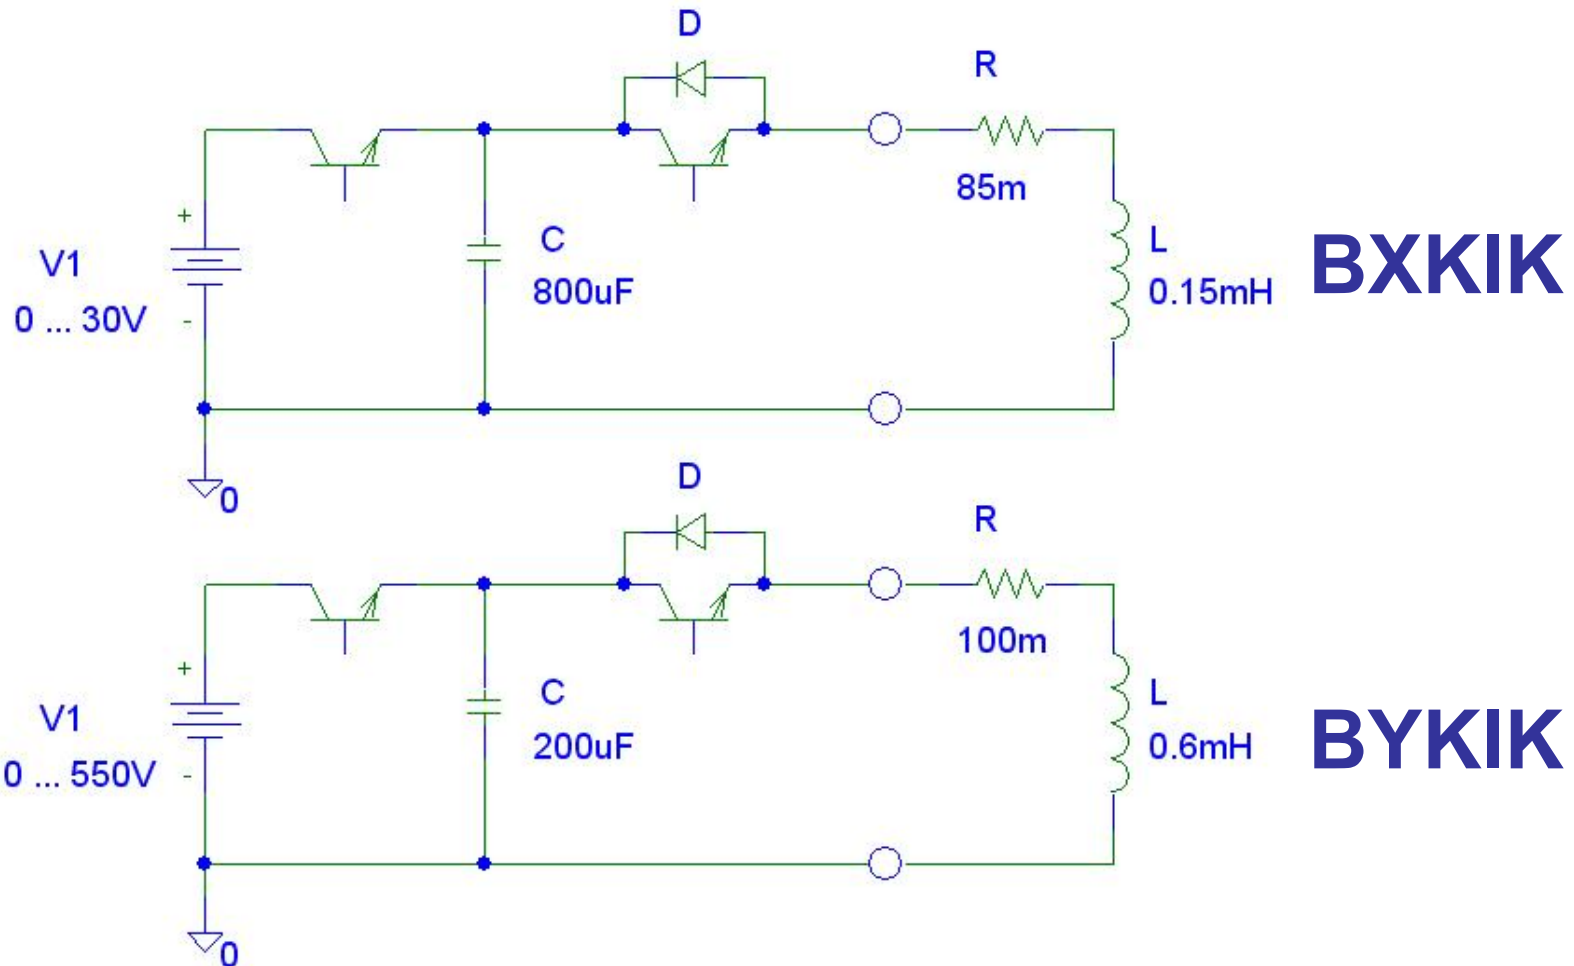 D
R
85m
+
V1
0 ... 30V
-
C
800uF
L
0.15mH
BXKIK
0
D
R
100m
+
V1
0 ... 550V
-
C
200uF
L
0.6mH
BYKIK
0